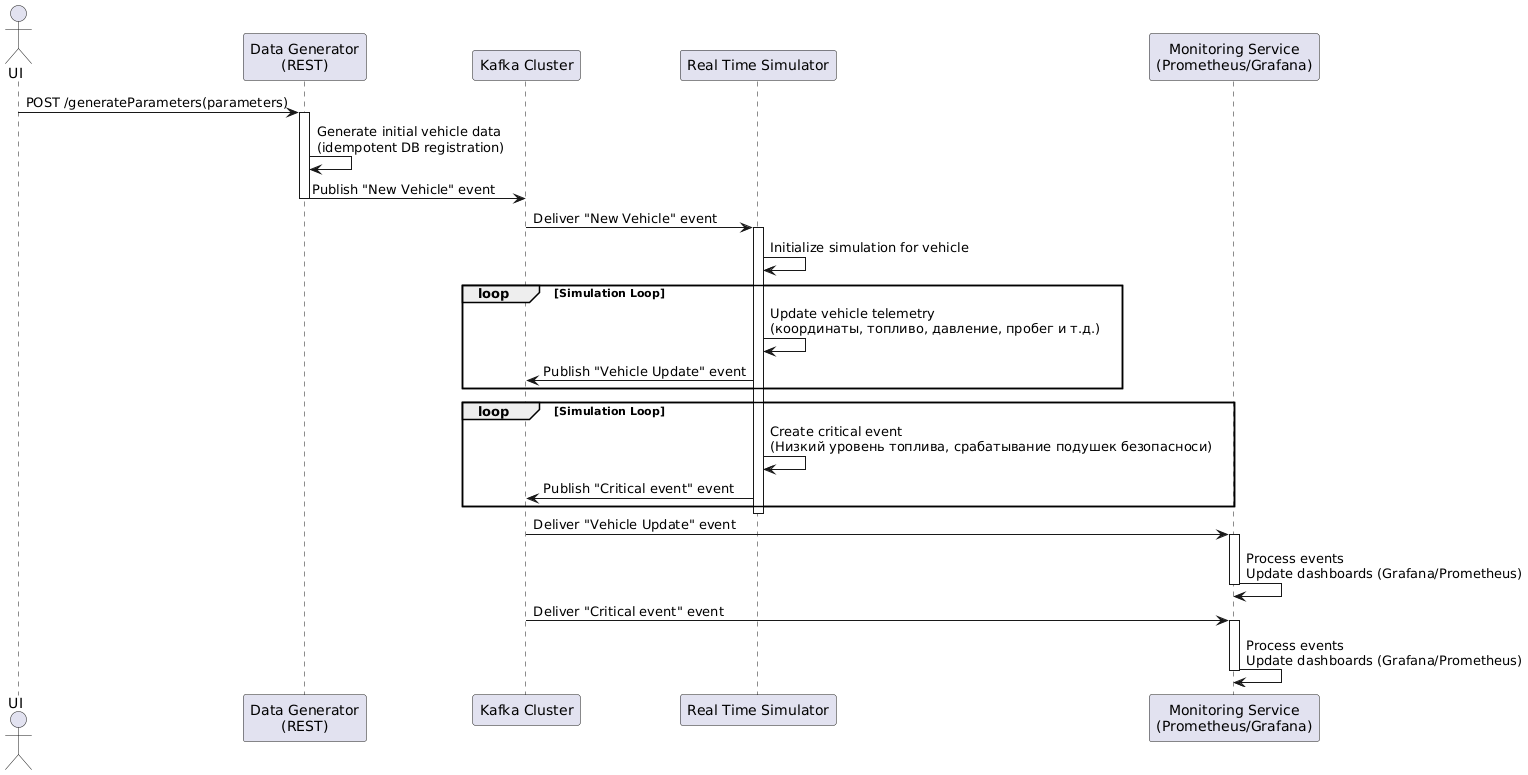 UI
Data Generator
(REST)
Kafka Cluster
Real Time Simulator
Monitoring Service
(Prometheus/Grafana)
POST /generateParameters(parameters)
Generate initial vehicle data
(idempotent DB registration)
Publish "New Vehicle" event
Deliver "New Vehicle" event
Initialize simulation for vehicle
loop [Simulation Loop]
Update vehicle telemetry
(координаты, топливо, давление, пробег и т.д.)
Publish "Vehicle Update" event
loop [Simulation Loop]
Create critical event
(Низкий уровень топлива, срабатывание подушек безопасноси)
Publish "Critical event" event
Deliver "Vehicle Update" event
Process events
Update dashboards (Grafana/Prometheus)
Deliver "Critical event" event
Process events
Update dashboards (Grafana/Prometheus)
UI
Data Generator
(REST)
Kafka Cluster
Real Time Simulator
Monitoring Service
(Prometheus/Grafana)